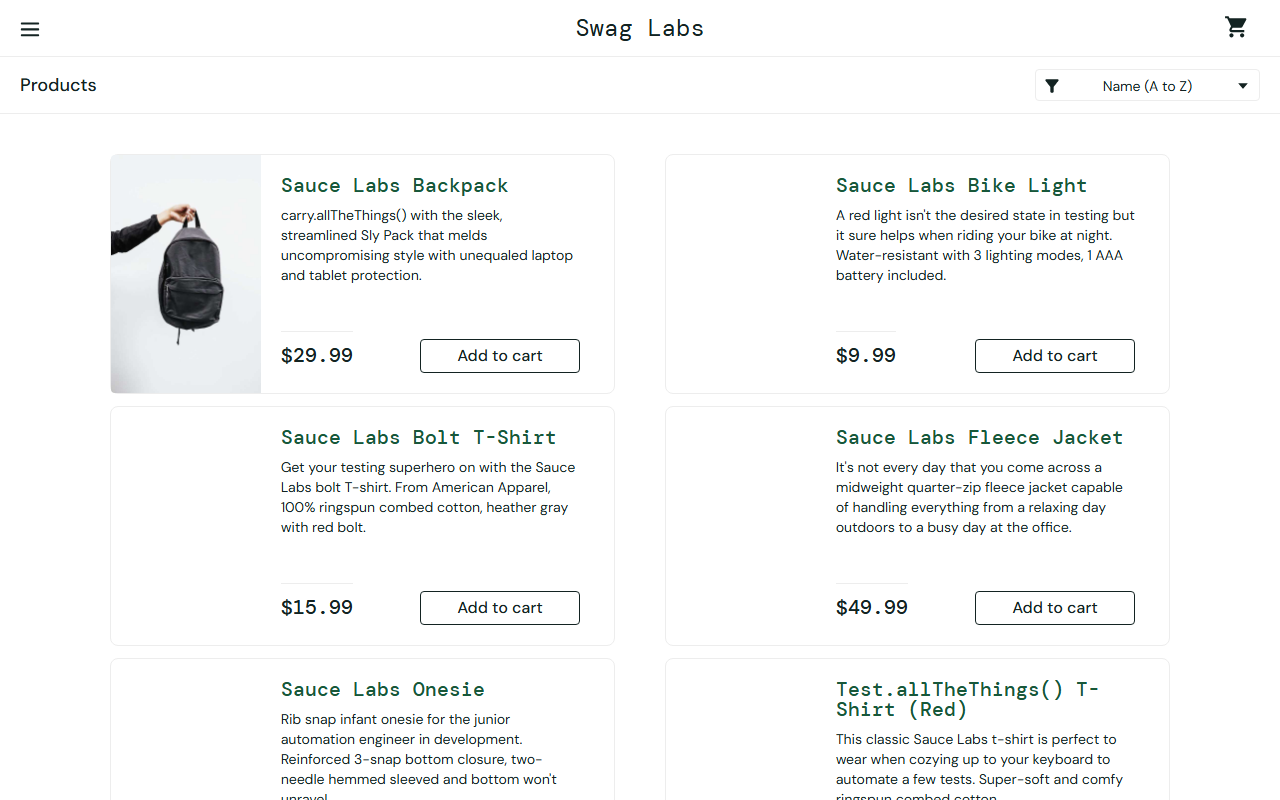 Swag Labs
Products
Name (A to Z)
Sauce Labs Backpack
carry.allTheThings() with the sleek,
streamlined Sly Pack that melds
uncompromising style with unequaled laptop
and tablet protection.
$29.99
Add to cart
Sauce Labs Bike Light
A red light isn't the desired state in testing but
it sure helps when riding your bike at night.
Water-resistant with 3 lighting modes, 1 AAA
battery included.
$9.99
Add to cart
Sauce Labs Bolt T-Shirt
Get your testing superhero on with the Sauce
Labs bolt T-shirt. From American Apparel,
100% ringspun combed cotton, heather gray
with red bolt.
$15.99
Add to cart
Sauce Labs Fleece Jacket
It's not every day that you come across a
midweight quarter-zip fleece jacket capable
of handling everything from a relaxing day
outdoors to a busy day at the office.
$49.99
Add to cart
Sauce Labs Onesie
Rib snap infant onesie for the junior
automation engineer in development.
Reinforced 3-snap bottom closure, two-
needle hemmed sleeved and bottom won't
unravel.
Test.allTheThings() T-
Shirt (Red)
This classic Sauce Labs t-shirt is perfect to
wear when cozying up to your keyboard to
automate a few tests. Super-soft and comfy
ringspun combed cotton.